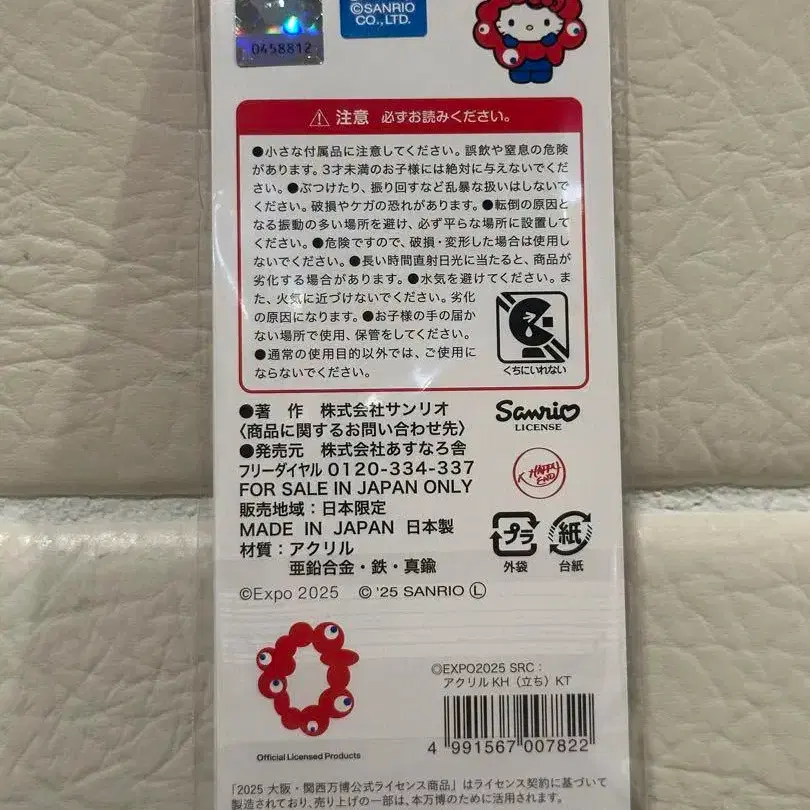 ©SANRIO
CO., LTD.
0458812
注意 必ずお読みください。
●小さな付属品に注意してください。誤飲や窒息の危険
があります。3才未満のお子様には絶対に与えないでくだ
さい。●ぶつけたり、振り回すなど乱暴な扱いはしないで
ください。破損やケガの恐れがあります。●転倒の原因と
なる振動の多い場所を避け、必ず平らな場所に設置して
ください。●危険ですので、破損・変形した場合は使用し
ないでください。●長い時間直射日光に当たると、商品が
劣化する場合があります。●水気を避けてください。ま
た、火気に近づけないでください。劣化
の原因になります。●お子様の手の届か
ない場所で使用、保管をしてください。
●通常の使用目的以外では、ご使用に
ならないでください。
くちにいれない
●著 作 株式会社サンリオ
〈商品に関するお問い合わせ先〉
●発売元 株式会社あすなろ舎
フリーダイヤル 0120-334-337
FOR SALE IN JAPAN ONLY
販売地域：日本限定
MADE IN JAPAN 日本製
材質：アクリル
亜鉛合金・鉄・真鍮
Sanrio
LICENSE
HAPPY
END
プラ
外袋
紙
台紙
©Expo 2025 © '25 SANRIO Ⓛ
Official Licensed Products
©EXPO2025 SRC：
アクリルKH（立ち）KT
4 991567 007822
「2025 大阪・関西万博公式ライセンス商品」はライセンス契約に基づいて
製造されており、売り上げの一部は、本万博のために活用されます。